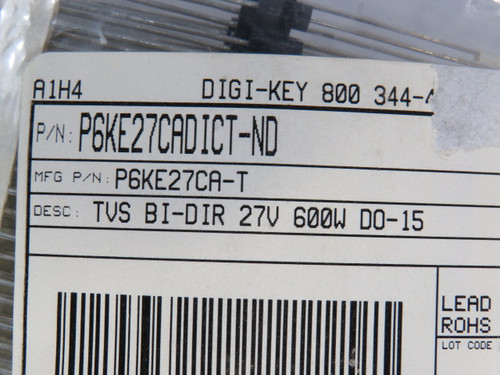 A1H4 DIGI-KEY 800 344-4
P/N: P6KE27CADICT-ND
MFG P/N: P6KE27CA-T
DESC: TVS BI-DIR 27V 600W DO-15
LEAD
ROHS
LOT CODE